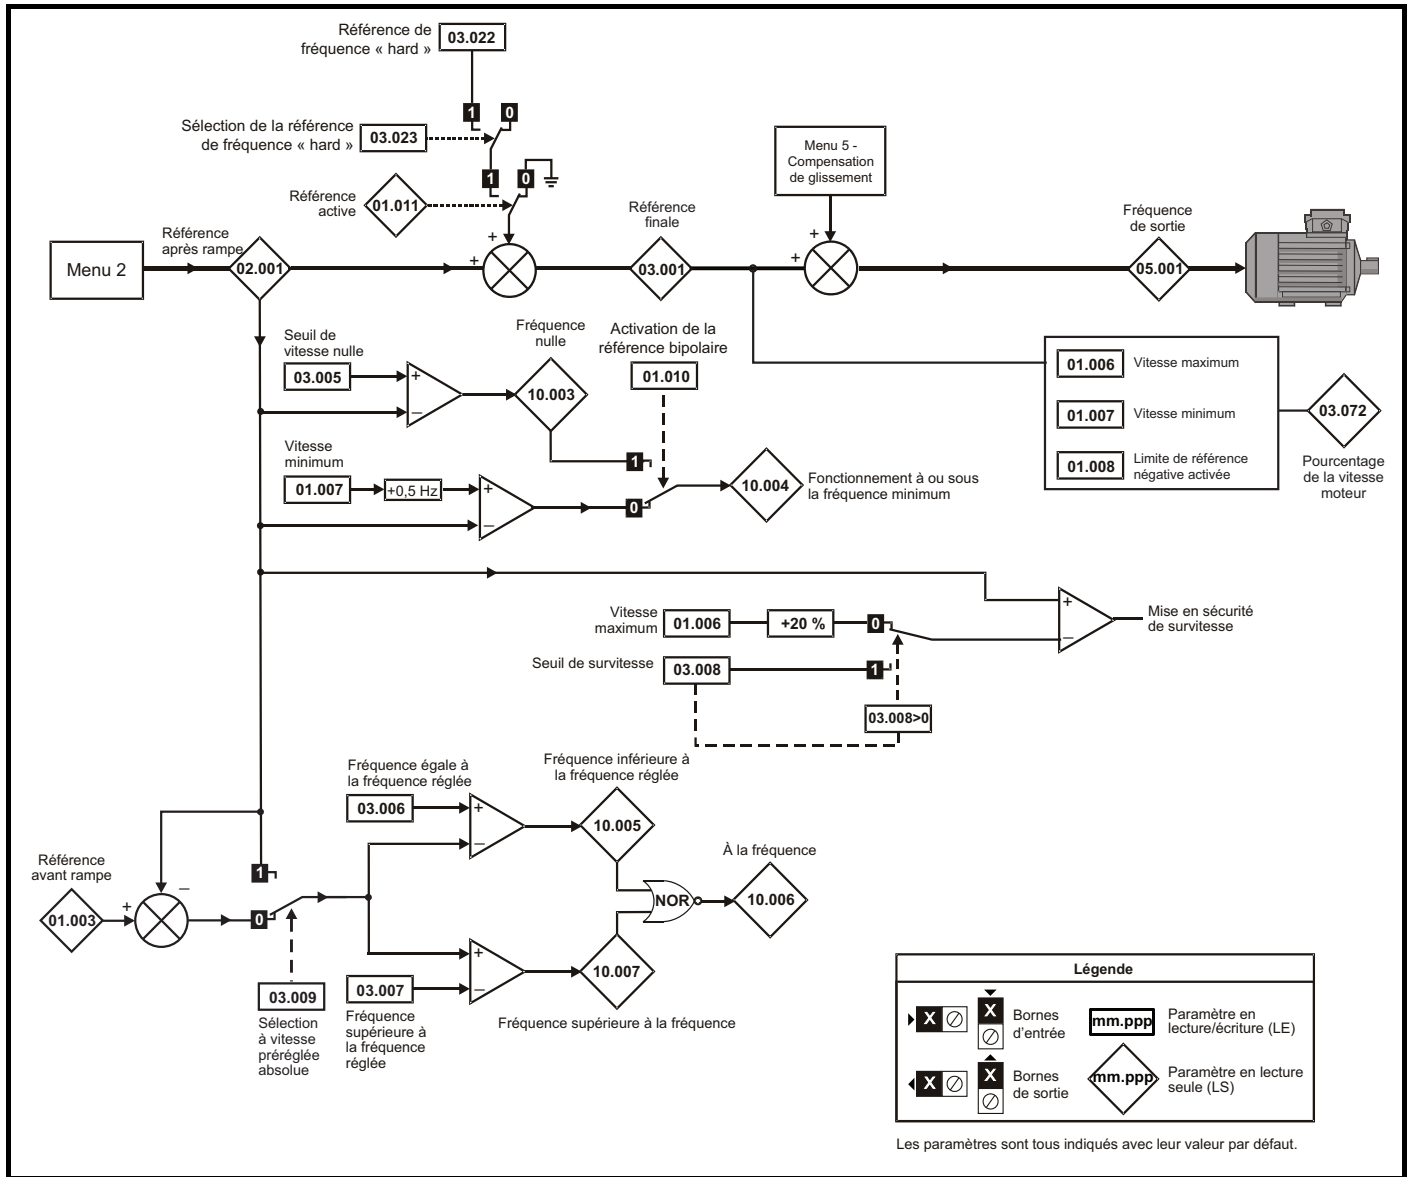 Référence de
fréquence « hard »
03.022
1
0
Sélection de la référence
de fréquence « hard »
03.023
1
0
Référence
active
01.011
Menu 5 -
Compensation
de glissement
Référence
après rampe
Menu 2
02.001
+
+
Référence
finale
03.001
+
+
Fréquence
de sortie
05.001
Seuil de
vitesse nulle
03.005
+
–
Fréquence
nulle
10.003
Activation de la
référence bipolaire
01.010
Vitesse
minimum
01.007
+0,5 Hz
+
–
1
0
10.004
Fonctionnement à ou sous
la fréquence minimum
01.006
Vitesse maximum
01.007
Vitesse minimum
01.008
Limite de référence
négative activée
03.072
Pourcentage
de la vitesse
moteur
Vitesse
maximum
01.006
+20 %
0
Seuil de survitesse
03.008
1
03.008>0
+
–
Mise en sécurité
de survitesse
Fréquence égale à
la fréquence réglée
03.006
+
–
Fréquence inférieure à
la fréquence réglée
10.005
Référence
avant rampe
01.003
+
–
1
0
03.009
Sélection
à vitesse
préréglée
absolue
03.007
Fréquence
supérieure à
la fréquence
réglée
+
–
10.007
Fréquence supérieure à la fréquence
NOR
À la fréquence
10.006
Légende
X
X
Bornes
d'entrée
mm.ppp
Paramètre en
lecture/écriture (LE)
X
X
Bornes
de sortie
mm.ppp
Paramètre en lecture
seule (LS)
Les paramètres sont tous indiqués avec leur valeur par défaut.